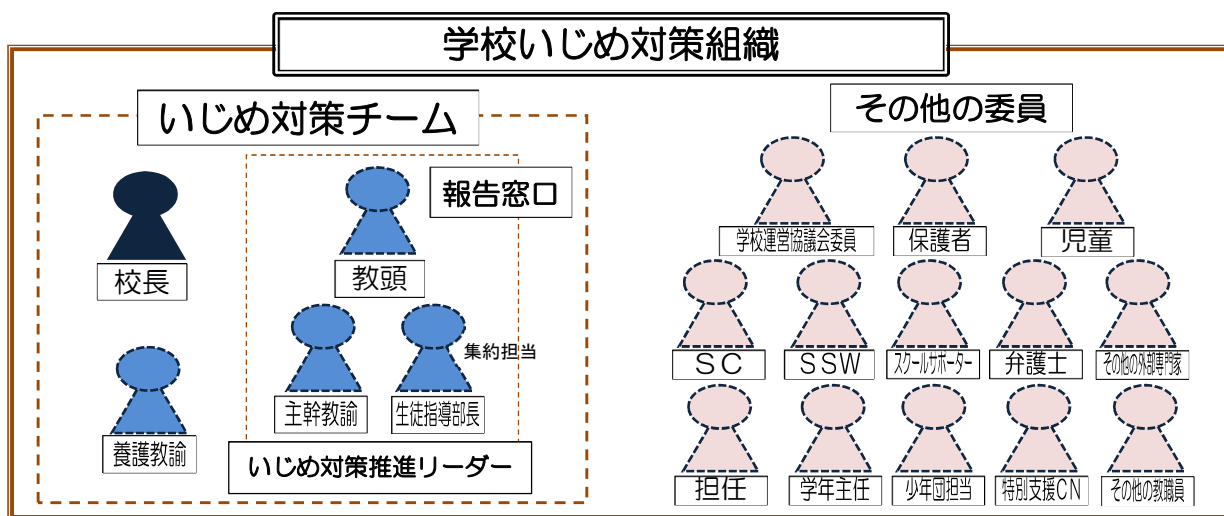 学校いじめ対策組織
いじめ対策チーム
報告窓口
校長
教頭
集約担当
主幹教諭
生徒指導部長
養護教諭
いじめ対策推進リーダー
その他の委員
学校運営協議会委員
保護者
児童
SC
SSW
スクールサポーター
弁護士
その他の外部専門家
担任
学年主任
少年団担当
特別支援CN
その他の教職員